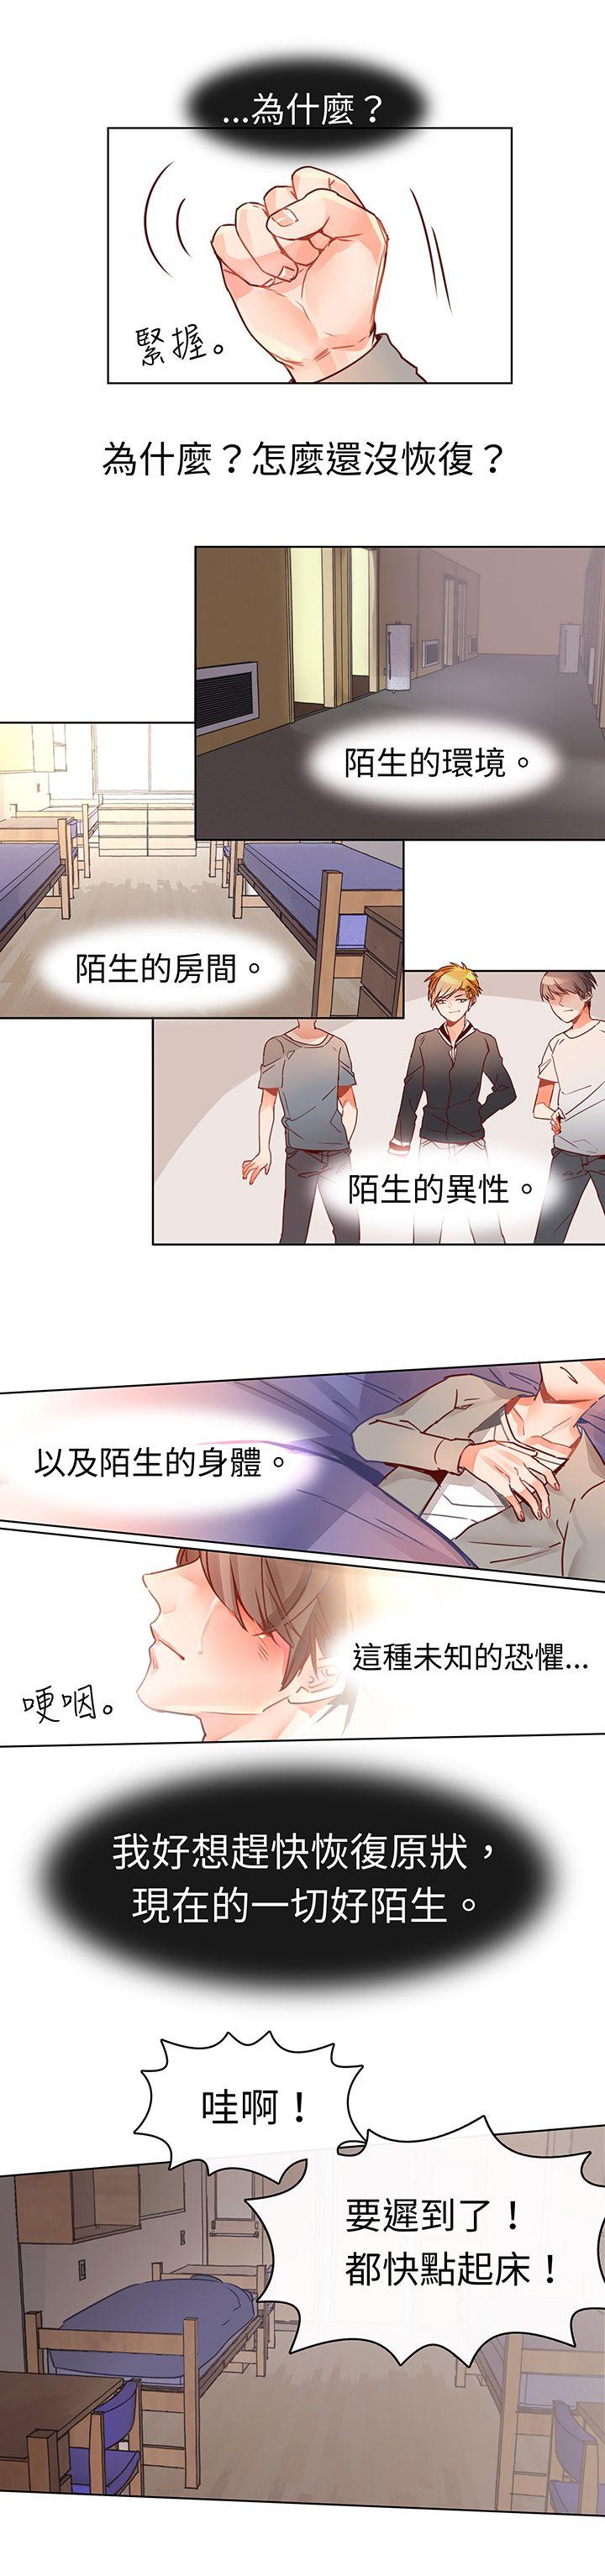 ...為什麼？
緊握。
為什麼？怎麼還沒恢復？
陌生的環境。
陌生的房間。
陌生的異性。
以及陌生的身體。
這種未知的恐懼...
哽咽。
我好想趕快恢復原狀，
現在的一切好陌生。
哇啊！
要遲到了！
都快點起床！